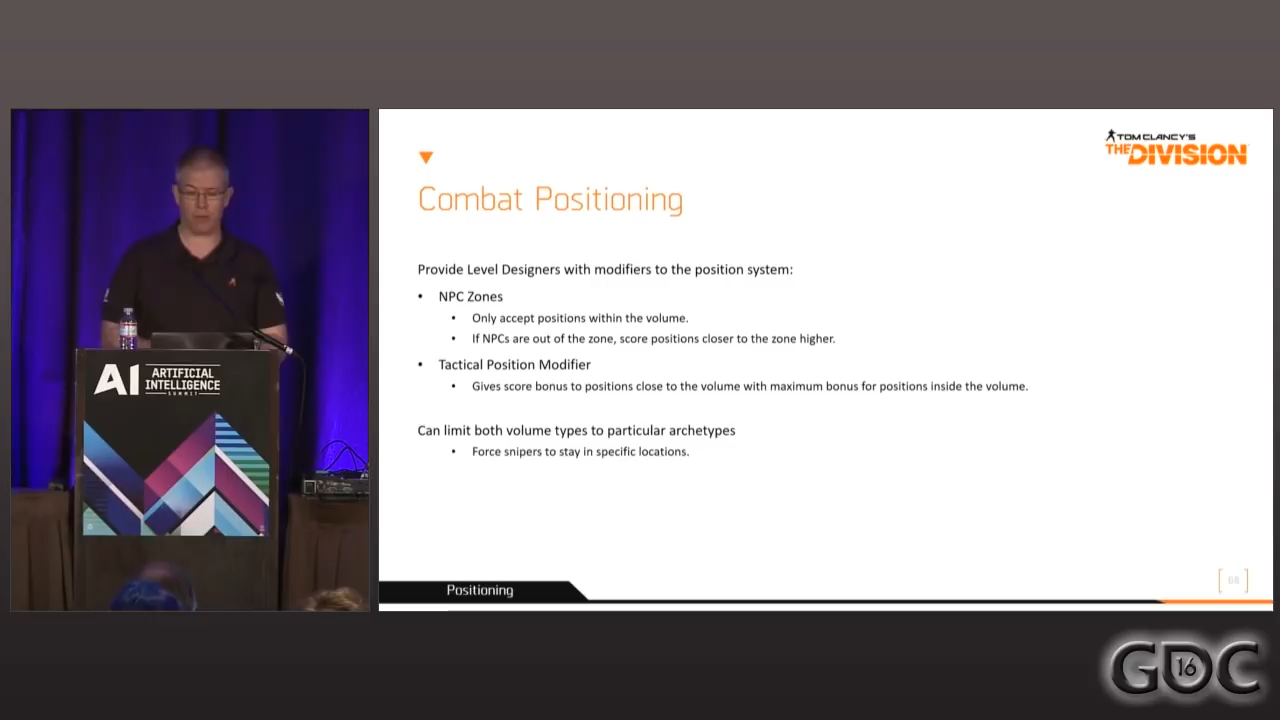 TOM CLANCY'S
THE DIVISION
Combat Positioning
Provide Level Designers with modifiers to the position system:
• NPC Zones
• Only accept positions within the volume.
• If NPCs are out of the zone, score positions closer to the zone higher.
• Tactical Position Modifier
• Gives score bonus to positions close to the volume with maximum bonus for positions inside the volume.
Can limit both volume types to particular archetypes
• Force snipers to stay in specific locations.
Positioning
68
AI ARTIFICIAL
INTELLIGENCE
SUMMIT
GDC 16